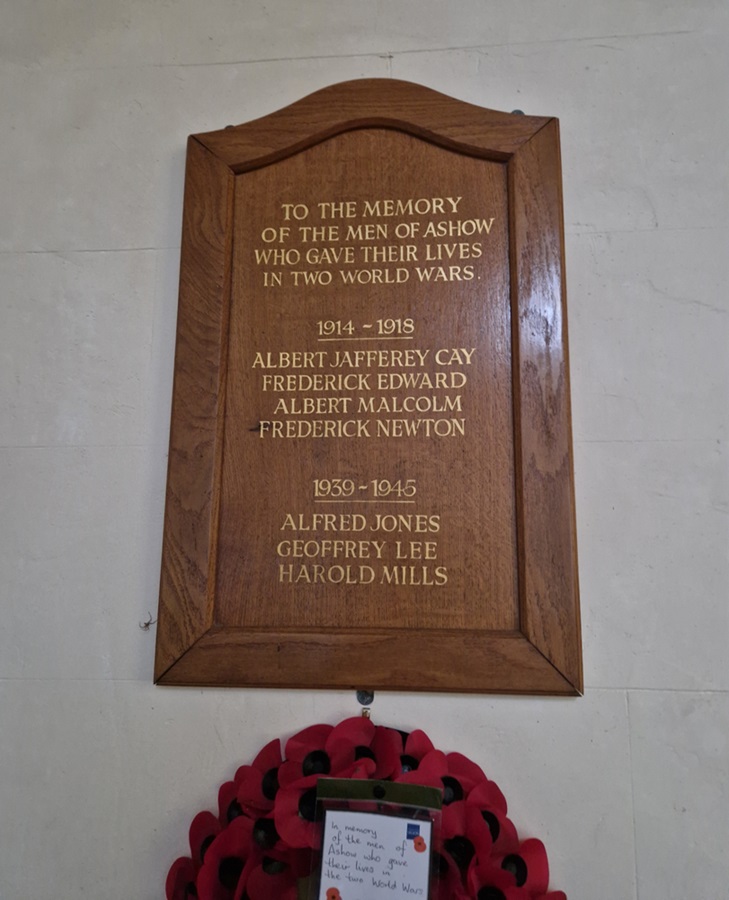 TO THE MEMORY
OF THE MEN OF ASHOW
WHO GAVE THEIR LIVES
IN TWO WORLD WARS.
1914 ~ 1918
ALBERT JAFFEREY CAY
FREDERICK EDWARD
ALBERT MALCOLM
FREDERICK NEWTON
1939 ~ 1945
ALFRED JONES
GEOFFREY LEE
HAROLD MILLS
In memory
of the men of
Ashow who gave
their lives in
the two World Wars